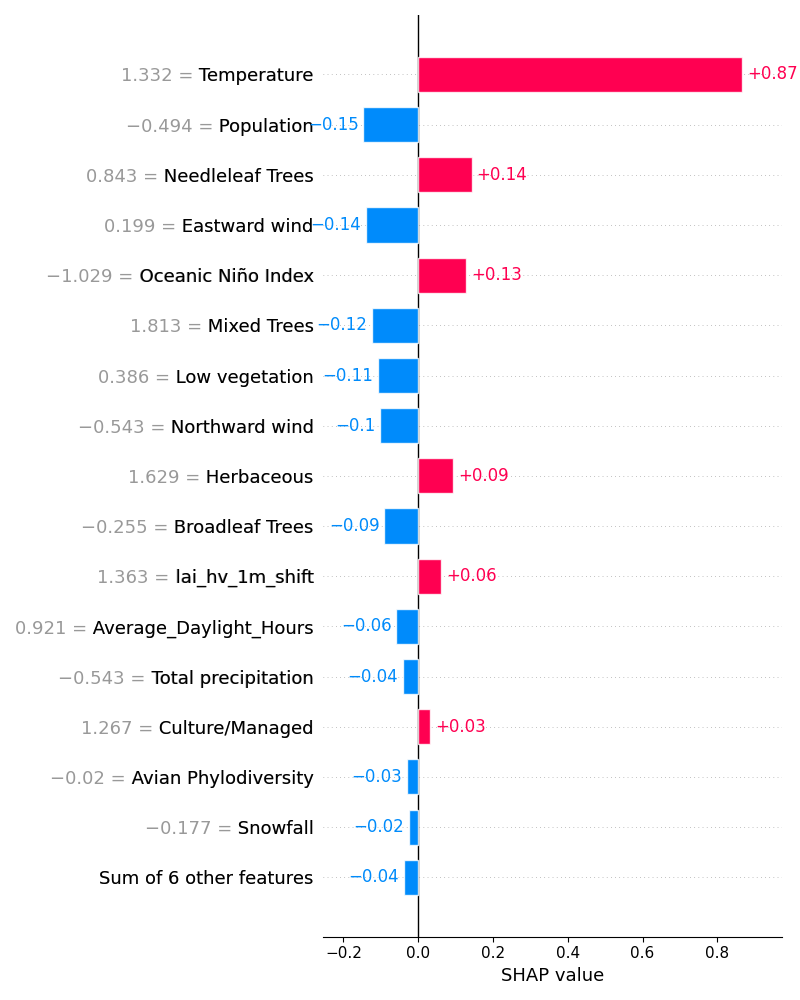 1.332 = Temperature +0.87
−0.494 = Population −0.15
0.843 = Needleleaf Trees +0.14
0.199 = Eastward wind −0.14
−1.029 = Oceanic Niño Index +0.13
1.813 = Mixed Trees −0.12
0.386 = Low vegetation −0.11
−0.543 = Northward wind −0.1
1.629 = Herbaceous +0.09
−0.255 = Broadleaf Trees −0.09
1.363 = lai_hv_1m_shift +0.06
0.921 = Average_Daylight_Hours −0.06
−0.543 = Total precipitation −0.04
1.267 = Culture/Managed +0.03
−0.02 = Avian Phylodiversity −0.03
−0.177 = Snowfall −0.02
Sum of 6 other features −0.04
−0.2 0.0 0.2 0.4 0.6 0.8
SHAP value